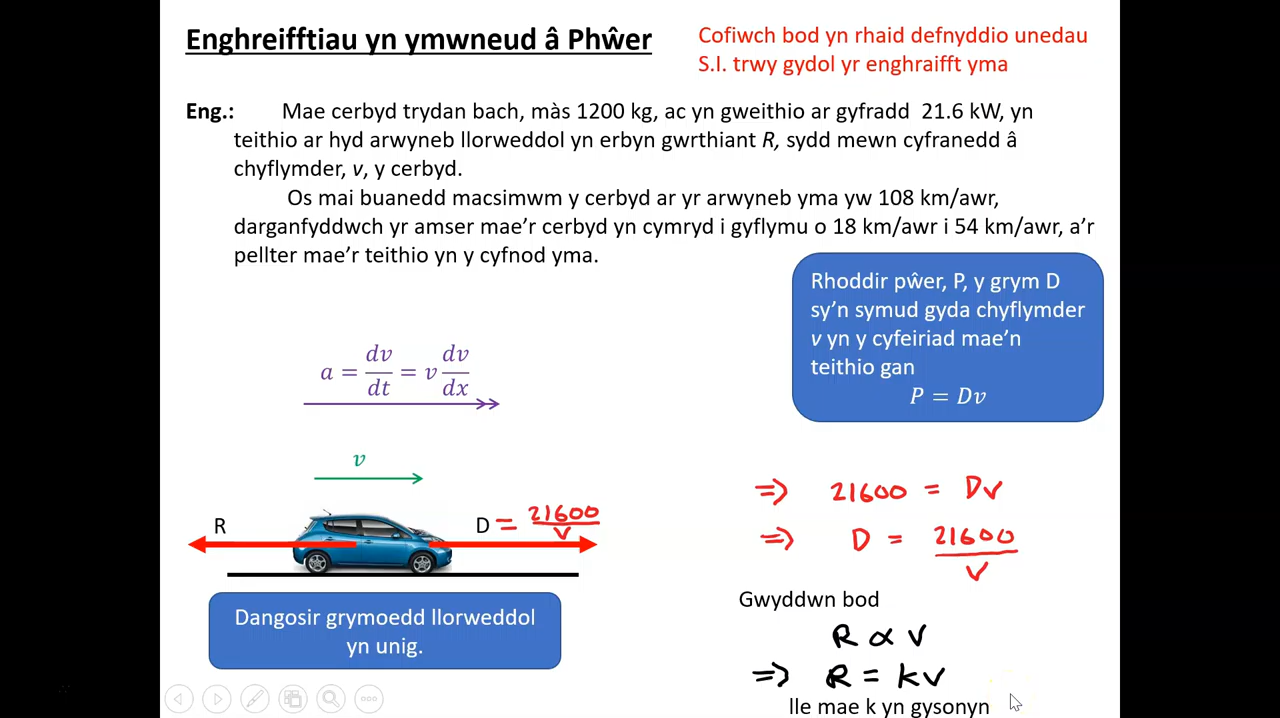 Enghreifftiau yn ymwneud â Phŵer
Cofiwch bod yn rhaid defnyddio unedau
S.I. trwy gydol yr enghraifft yma
Eng.: Mae cerbyd trydan bach, màs 1200 kg, ac yn gweithio ar gyfradd 21.6 kW, yn
teithio ar hyd arwyneb llorweddol yn erbyn gwrthiant R, sydd mewn cyfranedd â
chyflymder, v, y cerbyd.
Os mai buanedd macsimwm y cerbyd ar yr arwyneb yma yw 108 km/awr,
darganfyddwch yr amser mae’r cerbyd yn cymryd i gyflymu o 18 km/awr i 54 km/awr, a’r
pellter mae’r teithio yn y cyfnod yma.
Rhoddir pŵer, P, y grym D
sy’n symud gyda chyflymder
v yn y cyfeiriad mae’n
teithio gan
P = Dv
a = dv/dt = v dv/dx
v
R
D = 21600/v
Dangosir grymoedd llorweddol
yn unig.
⇒ 21600 = Dv
⇒ D = 21600/v
Gwyddwn bod
R ∝ v
⇒ R = kv
lle mae k yn gysonyn